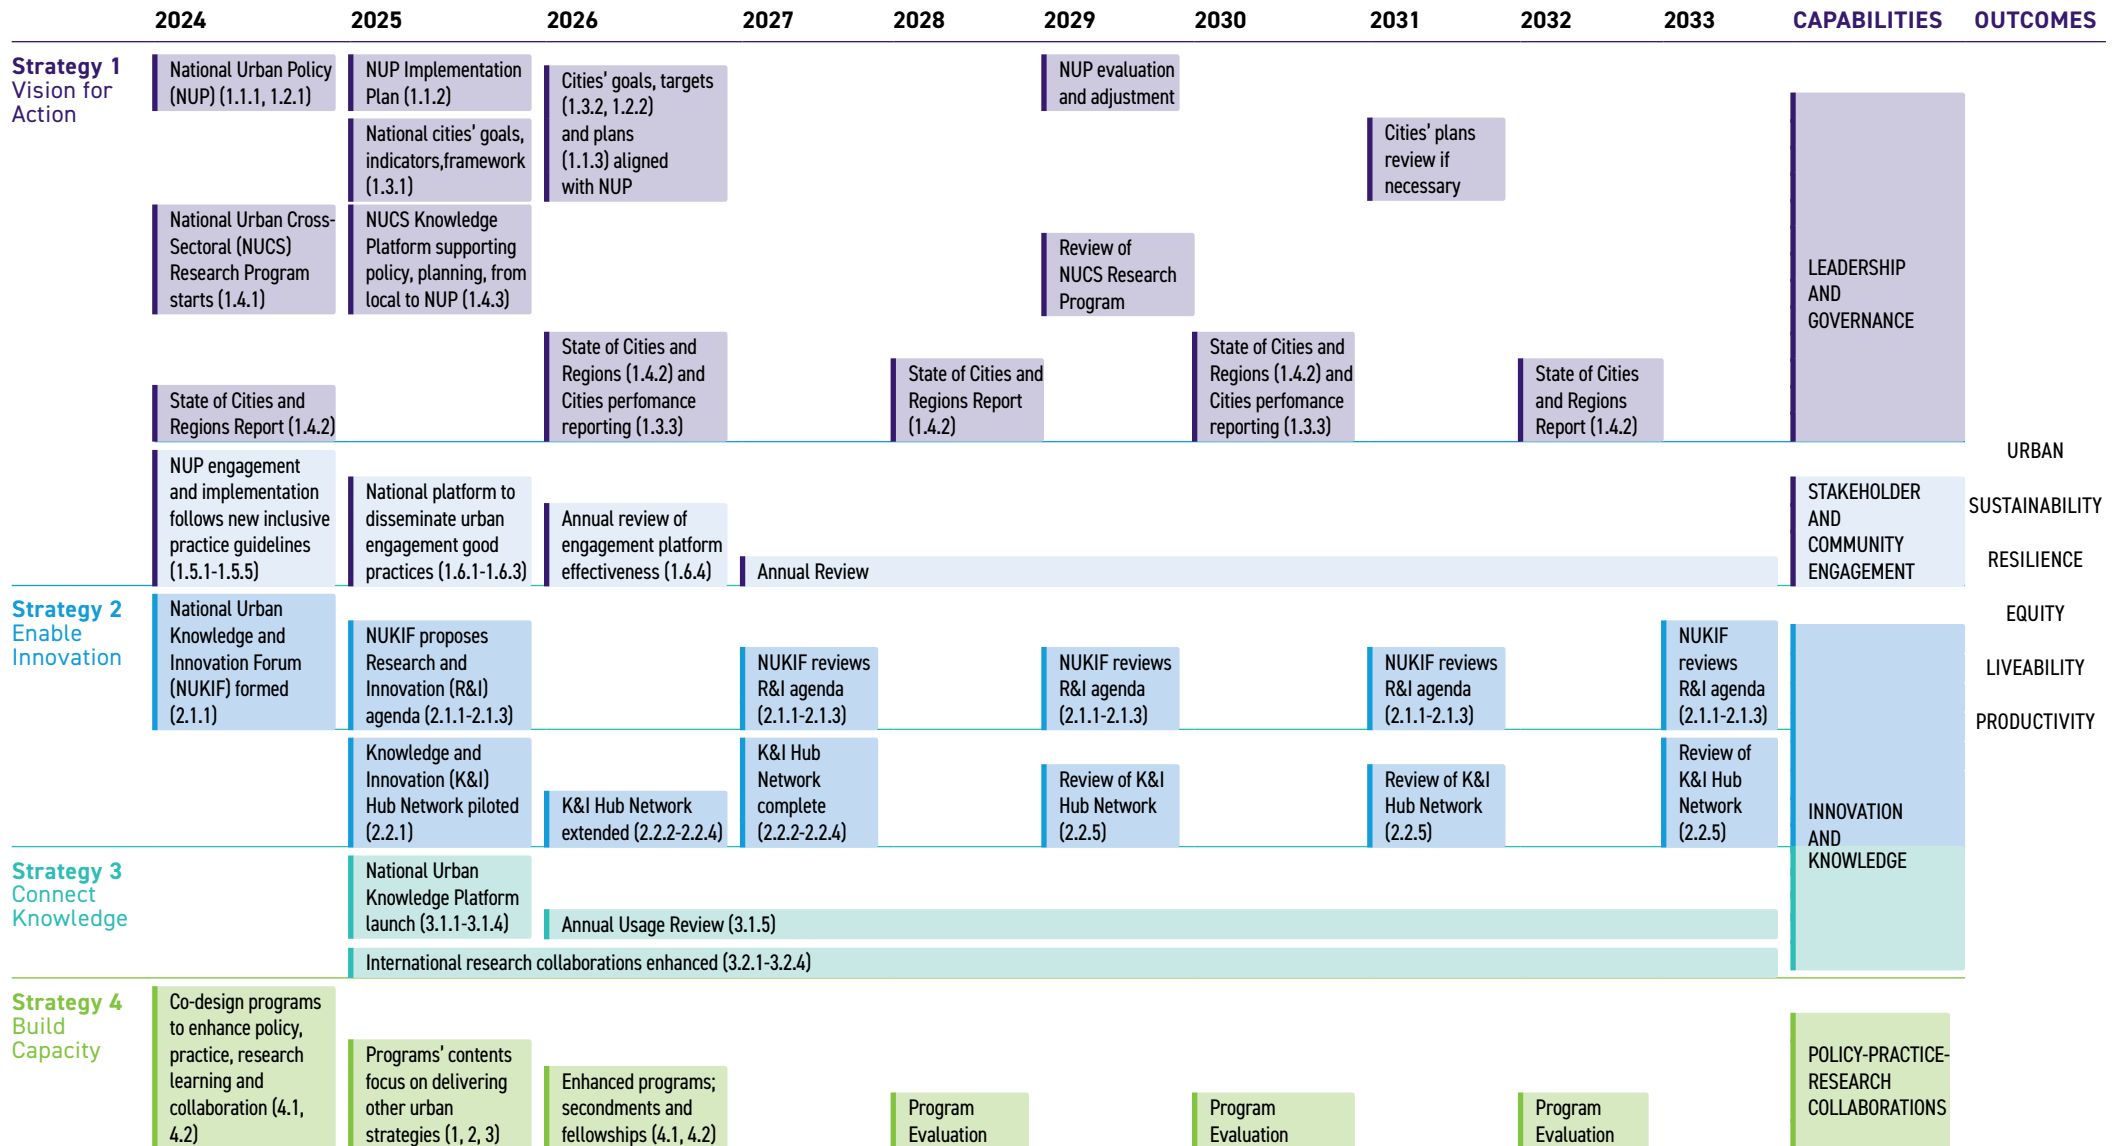 2024 2025 2026 2027 2028 2029 2030 2031 2032 2033 CAPABILITIES OUTCOMES
Strategy 1
Vision for
Action
National Urban Policy
(NUP) (1.1.1, 1.2.1)
NUP Implementation
Plan (1.1.2)
Cities’ goals, targets
(1.3.2, 1.2.2)
and plans
(1.1.3) aligned
with NUP
NUP evaluation
and adjustment
National cities’ goals,
indicators,framework
(1.3.1)
Cities’ plans
review if
necessary
National Urban Cross-
Sectoral (NUCS)
Research Program
starts (1.4.1)
NUCS Knowledge
Platform supporting
policy, planning, from
local to NUP (1.4.3)
Review of
NUCS Research
Program
State of Cities and
Regions Report (1.4.2)
State of Cities and
Regions (1.4.2) and
Cities perfomance
reporting (1.3.3)
State of Cities and
Regions Report
(1.4.2)
State of Cities and
Regions (1.4.2) and
Cities perfomance
reporting (1.3.3)
State of Cities
and Regions
Report (1.4.2)
LEADERSHIP
AND
GOVERNANCE
NUP engagement
and implementation
follows new inclusive
practice guidelines
(1.5.1-1.5.5)
National platform to
disseminate urban
engagement good
practices (1.6.1-1.6.3)
Annual review of
engagement platform
effectiveness (1.6.4)
Annual Review
STAKEHOLDER
AND
COMMUNITY
ENGAGEMENT
Strategy 2
Enable
Innovation
National Urban
Knowledge and
Innovation Forum
(NUKIF) formed
(2.1.1)
NUKIF proposes
Research and
Innovation (R&I)
agenda (2.1.1-2.1.3)
NUKIF reviews
R&I agenda
(2.1.1-2.1.3)
NUKIF reviews
R&I agenda
(2.1.1-2.1.3)
NUKIF reviews
R&I agenda
(2.1.1-2.1.3)
NUKIF
reviews
R&I agenda
(2.1.1-2.1.3)
Knowledge and
Innovation (K&I)
Hub Network piloted
(2.2.1)
K&I Hub Network
extended (2.2.2-2.2.4)
K&I Hub
Network
complete
(2.2.2-2.2.4)
Review of K&I
Hub Network
(2.2.5)
Review of K&I
Hub Network
(2.2.5)
Review of
K&I Hub
Network
(2.2.5)
INNOVATION
AND
KNOWLEDGE
Strategy 3
Connect
Knowledge
National Urban
Knowledge Platform
launch (3.1.1-3.1.4)
Annual Usage Review (3.1.5)
International research collaborations enhanced (3.2.1-3.2.4)
Strategy 4
Build
Capacity
Co-design programs
to enhance policy,
practice, research
learning and
collaboration (4.1,
4.2)
Programs’ contents
focus on delivering
other urban
strategies (1, 2, 3)
Enhanced programs;
secondments and
fellowships (4.1, 4.2)
Program
Evaluation
Program
Evaluation
Program
Evaluation
POLICY-PRACTICE-
RESEARCH
COLLABORATIONS
URBAN
SUSTAINABILITY
RESILIENCE
EQUITY
LIVEABILITY
PRODUCTIVITY